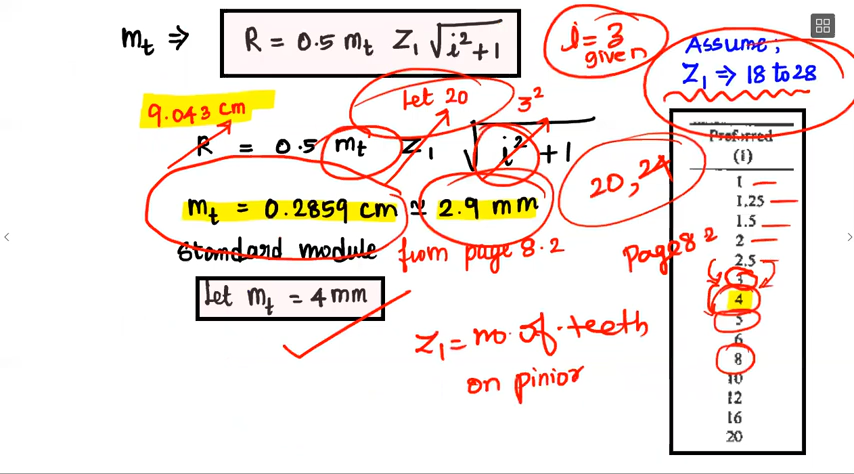 mt ⇒ R = 0.5 mt Z1 √i²+1
i = 3
given
Assume;
Z1 ⇒ 18 to 28
9.043 cm
Let 20
3²
R = 0.5 mt Z1 √i²+1
20, 24
mt = 0.2859 cm ≃ 2.9 mm
standard module from page 8.2
Page 8.2
Let mt = 4 mm
Z1 = no. of teeth
on pinior
Preferred
(1)
1
1.25
1.5
2
2.5
3
4
5
6
8
10
12
16
20